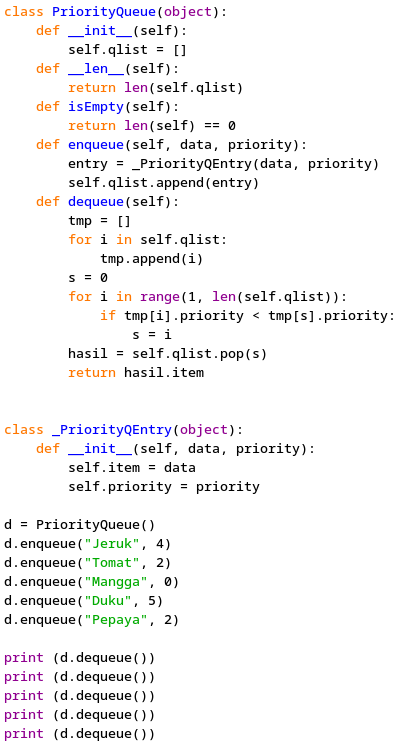 class PriorityQueue(object):
    def __init__(self):
        self.qlist = []
    def __len__(self):
        return len(self.qlist)
    def isEmpty(self):
        return len(self) == 0
    def enqueue(self, data, priority):
        entry = _PriorityQEntry(data, priority)
        self.qlist.append(entry)
    def dequeue(self):
        tmp = []
        for i in self.qlist:
            tmp.append(i)
        s = 0
        for i in range(1, len(self.qlist)):
            if tmp[i].priority < tmp[s].priority:
                s = i
        hasil = self.qlist.pop(s)
        return hasil.item


class _PriorityQEntry(object):
    def __init__(self, data, priority):
        self.item = data
        self.priority = priority

d = PriorityQueue()
d.enqueue("Jeruk", 4)
d.enqueue("Tomat", 2)
d.enqueue("Mangga", 0)
d.enqueue("Duku", 5)
d.enqueue("Pepaya", 2)

print (d.dequeue())
print (d.dequeue())
print (d.dequeue())
print (d.dequeue())
print (d.dequeue())